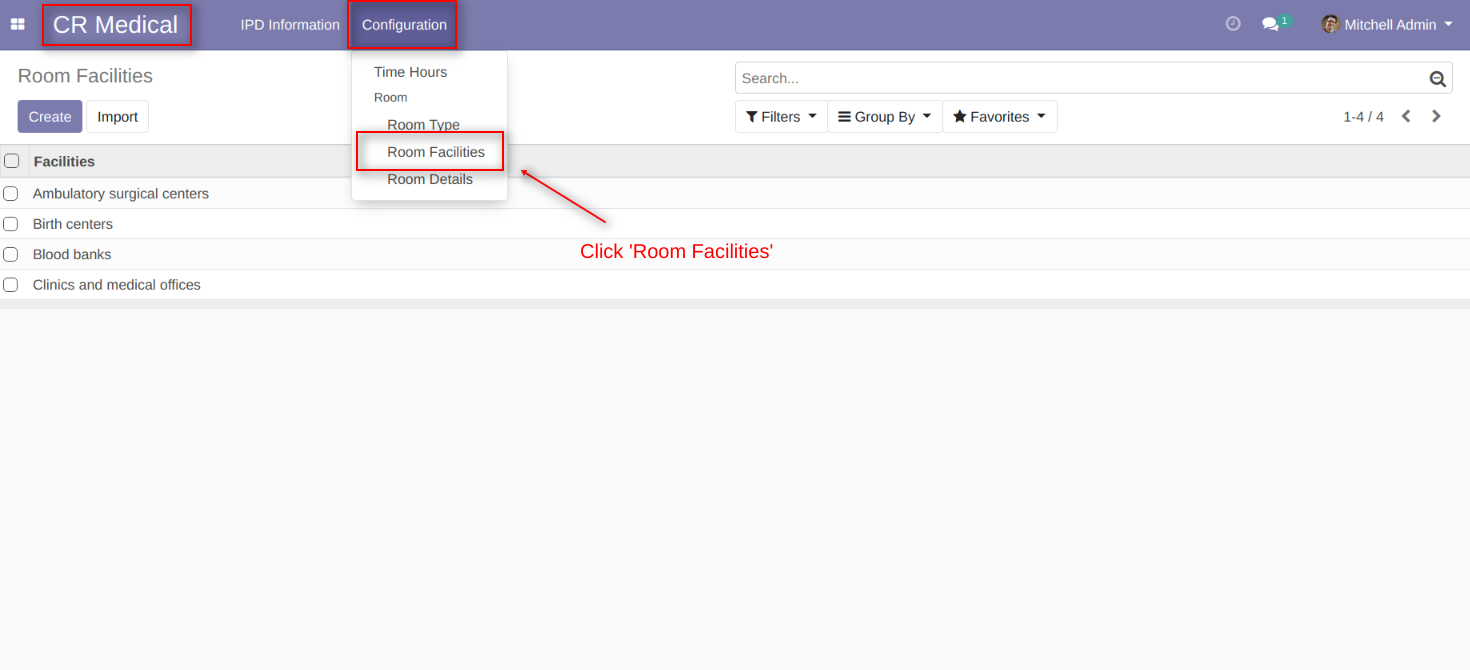 CR Medical IPD Information Configuration 1 Mitchell Admin
Time Hours
Room
Room Type
Room Facilities
Room Details
Room Facilities
Search...
Create Import
Filters Group By Favorites 1-4 / 4
Facilities
Ambulatory surgical centers
Birth centers
Blood banks
Clinics and medical offices
Click 'Room Facilities'